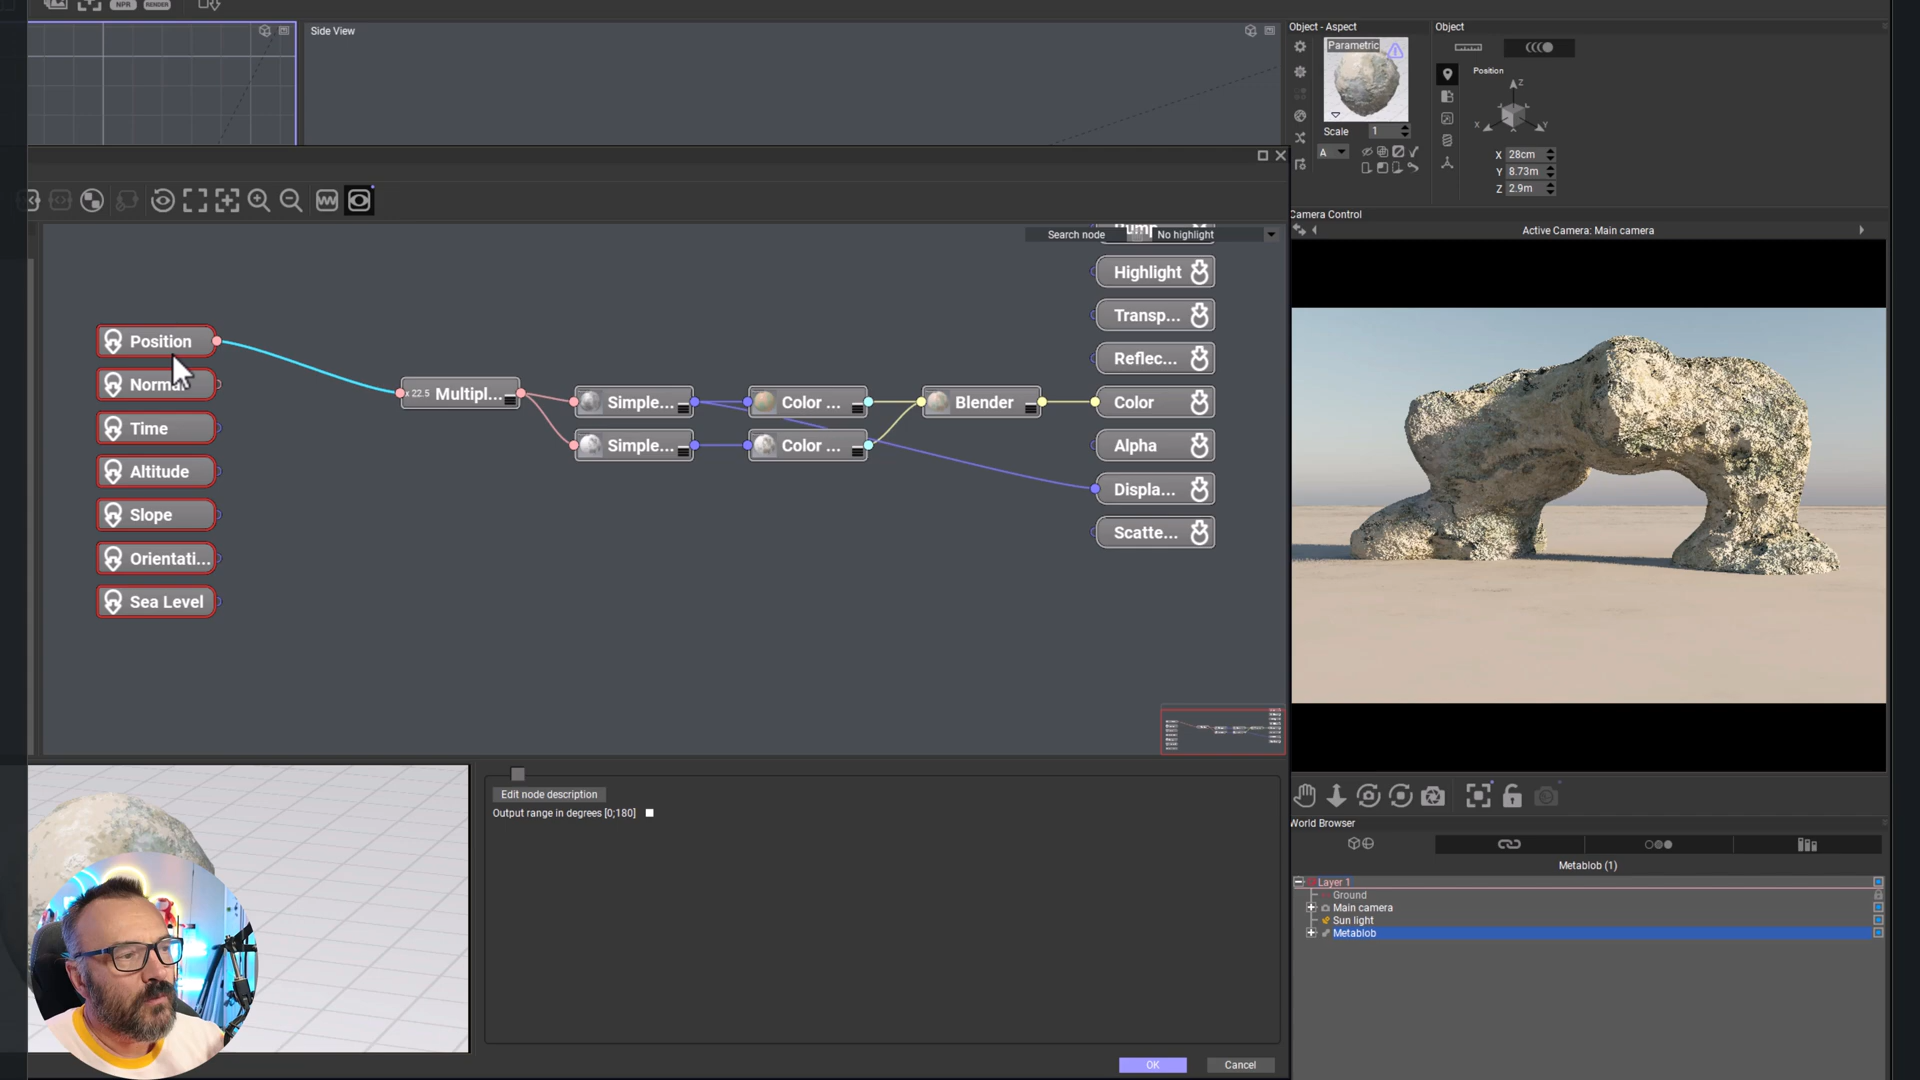 NPR
RENDER
Side View
Object - Aspect
Object
Parametric
Position
Z
X
Y
Scale
1
A
X 28cm
Y 8.73m
Z 2.9m
Camera Control
Active Camera: Main camera
Search node
No highlight
Highlight
Transp...
Reflec...
Color
Alpha
Displa...
Scatte...
Position
Time
Altitude
Slope
Orientati...
Sea Level
x 22.5
Multipl...
Simple...
Color ...
Blender
Simple...
Color ...
Edit node description
Output range in degrees [0;180]
OK
Cancel
World Browser
Metablob (1)
Layer 1
Ground
Main camera
Sun light
Metablob